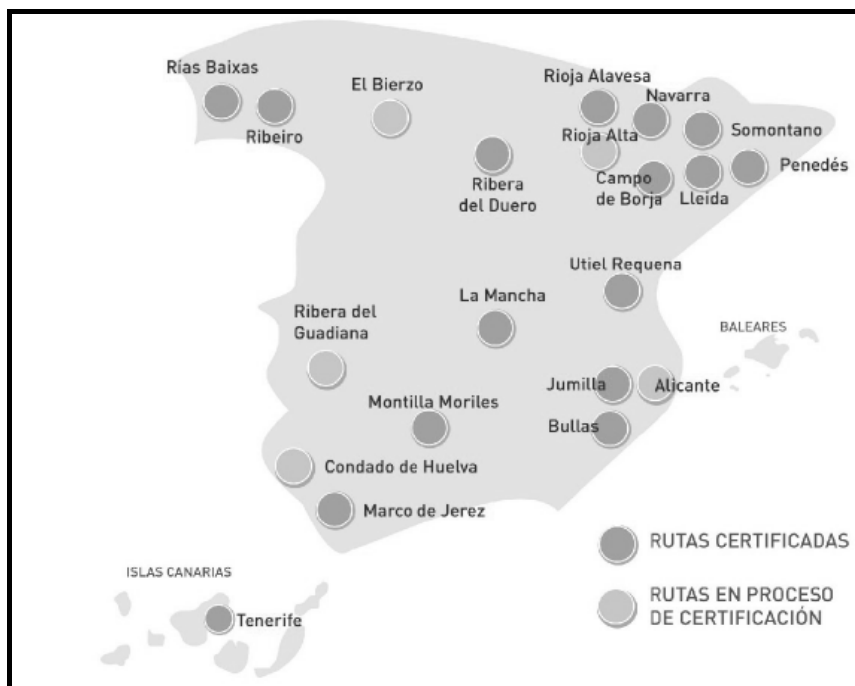 Rías Baixas
Ribeiro
El Bierzo
Rioja Alavesa
Navarra
Rioja Alta
Somontano
Penedés
Ribera
del Duero
Campo
de Borja
Lleida
Utiel Requena
La Mancha
Ribera del
Guadiana
BALEARES
Jumilla
Alicante
Montilla Moriles
Bullas
Condado de Huelva
Marco de Jerez
RUTAS CERTIFICADAS
ISLAS CANARIAS
RUTAS EN PROCESO
DE CERTIFICACIÓN
Tenerife